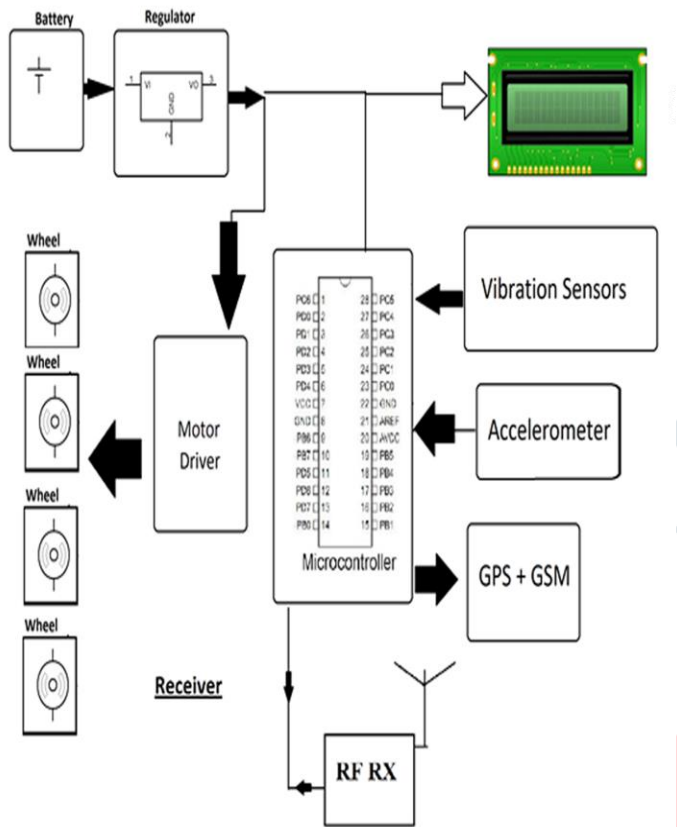 Battery
Regulator
1 VI VO 3
GND
2
Wheel
Wheel
Wheel
Wheel
Motor
Driver
PC6 1 28 PC5
PD0 2 27 PC4
PD1 3 26 PC3
PD2 4 25 PC2
PD3 5 24 PC1
PD4 6 23 PC0
VCC 7 22 GND
GND 8 21 AREF
PB6 9 20 AVCC
PB7 10 19 PB5
PD5 11 18 PB4
PD6 12 17 PB3
PD7 13 16 PB2
PB0 14 15 PB1
Microcontroller
Vibration Sensors
Accelerometer
GPS + GSM
Receiver
RF RX